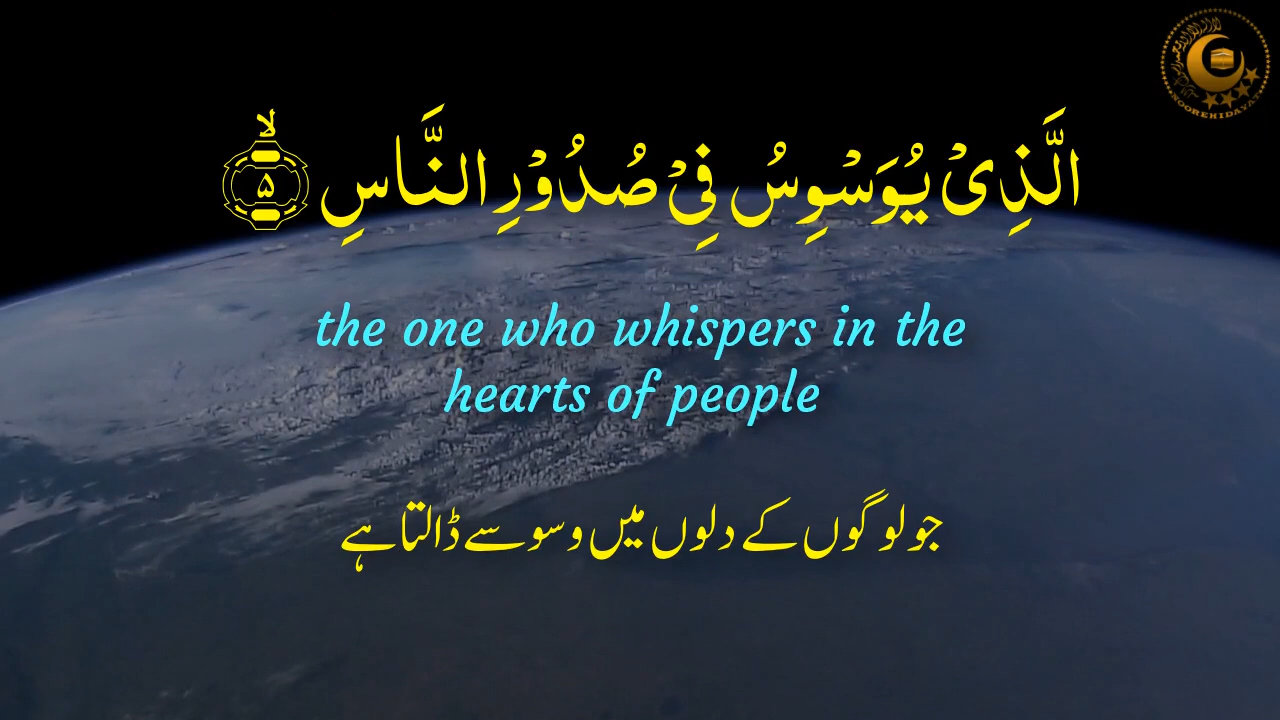 الَّذِىۡ يُوَسۡوِسُ فِىۡ صُدُوۡرِ النَّاسِ ۙ‏ ﴿۵﴾
the one who whispers in the
hearts of people
جو لوگوں کے دلوں میں وسوسے ڈالتا ہے
NOOREHIDAYAT